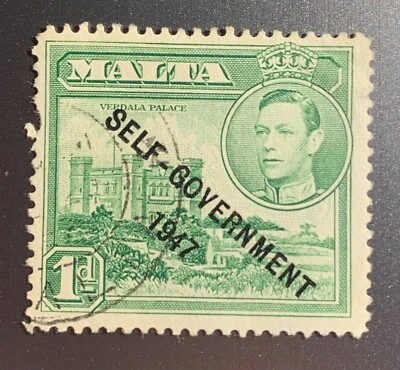 MALTA
VERDALA PALACE
SELF-GOVERNMENT
1947
1d